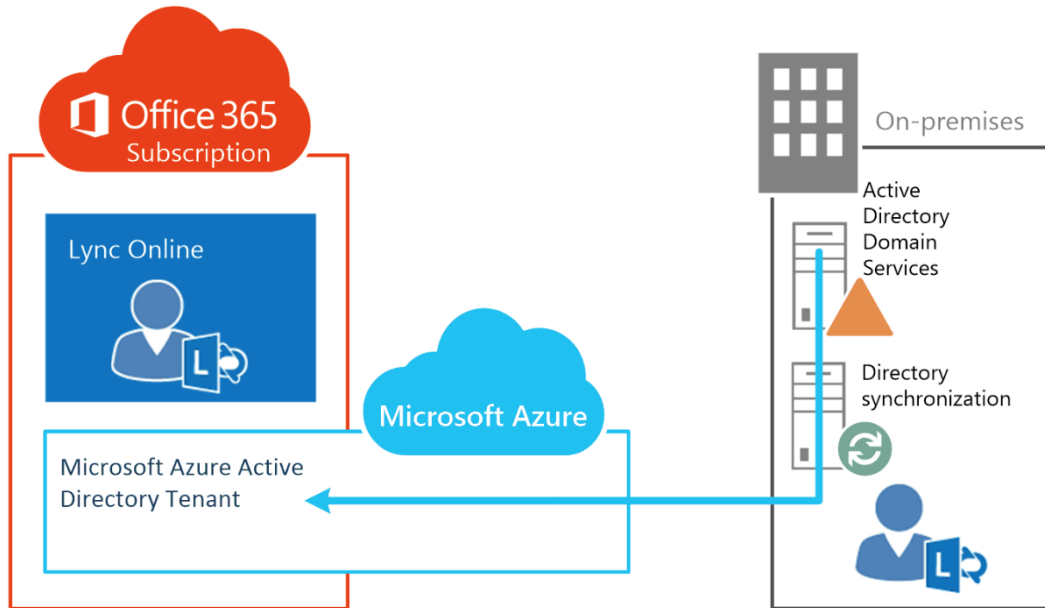 Office 365
Subscription
Lync Online
L
Microsoft Azure
Microsoft Azure Active
Directory Tenant
On-premises
Active
Directory
Domain
Services
Directory
synchronization
L